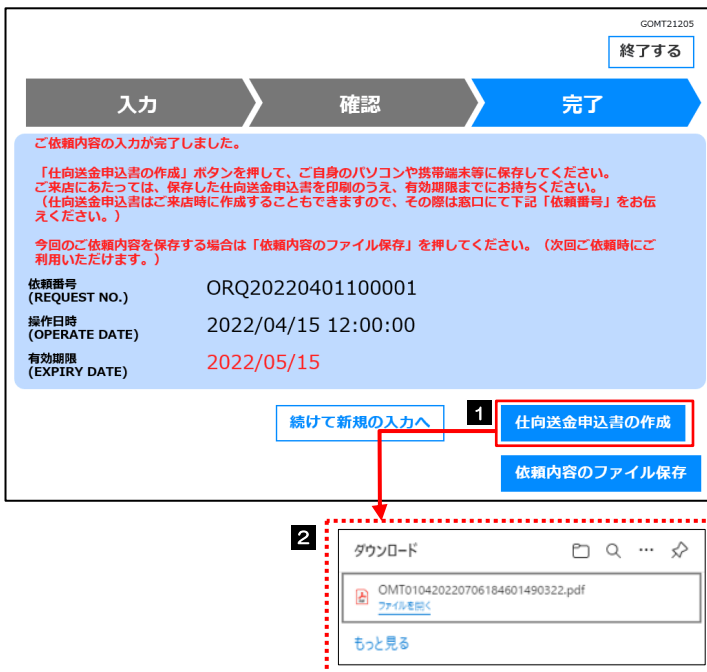 GOMT21205
終了する
入力
確認
完了
ご依頼内容の入力が完了しました。
「仕向送金申込書の作成」ボタンを押して、ご自身のパソコンや携帯端末等に保存してください。
ご来店にあたっては、保存した仕向送金申込書を印刷のうえ、有効期限までにお持ちください。
（仕向送金申込書はご来店時に作成することもできますので、その際は窓口にて下記「依頼番号」をお伝
えください。）
今回のご依頼内容を保存する場合は「依頼内容のファイル保存」を押してください。（次回ご依頼時にご
利用いただけます。）
依頼番号
(REQUEST NO.)
ORQ20220401100001
操作日時
(OPERATE DATE)
2022/04/15 12:00:00
有効期限
(EXPIRY DATE)
2022/05/15
続けて新規の入力へ
1
仕向送金申込書の作成
依頼内容のファイル保存
2
ダウンロード
OMT010420220706184601490322.pdf
ファイルを開く
もっと見る